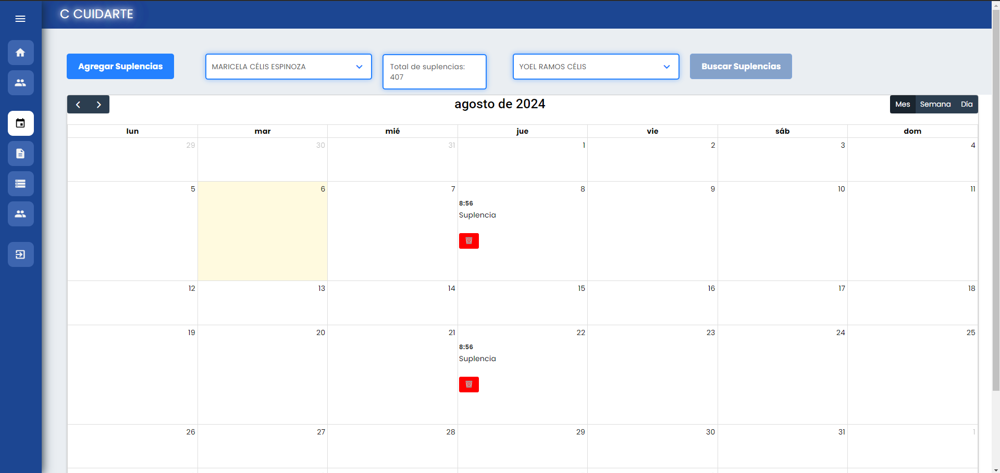 C CUIDARTE
Agregar Suplencias
MARICELA CÉLIS ESPINOZA
Total de suplencias:
407
YOEL RAMOS CÉLIS
Buscar Suplencias
agosto de 2024
Mes Semana Día
lun mar mié jue vie sáb dom
29 30 31 1 2 3 4
5 6 7 8 9 10 11
8:56
Suplencia
12 13 14 15 16 17 18
19 20 21 22 23 24 25
8:56
Suplencia
26 27 28 29 30 31 1